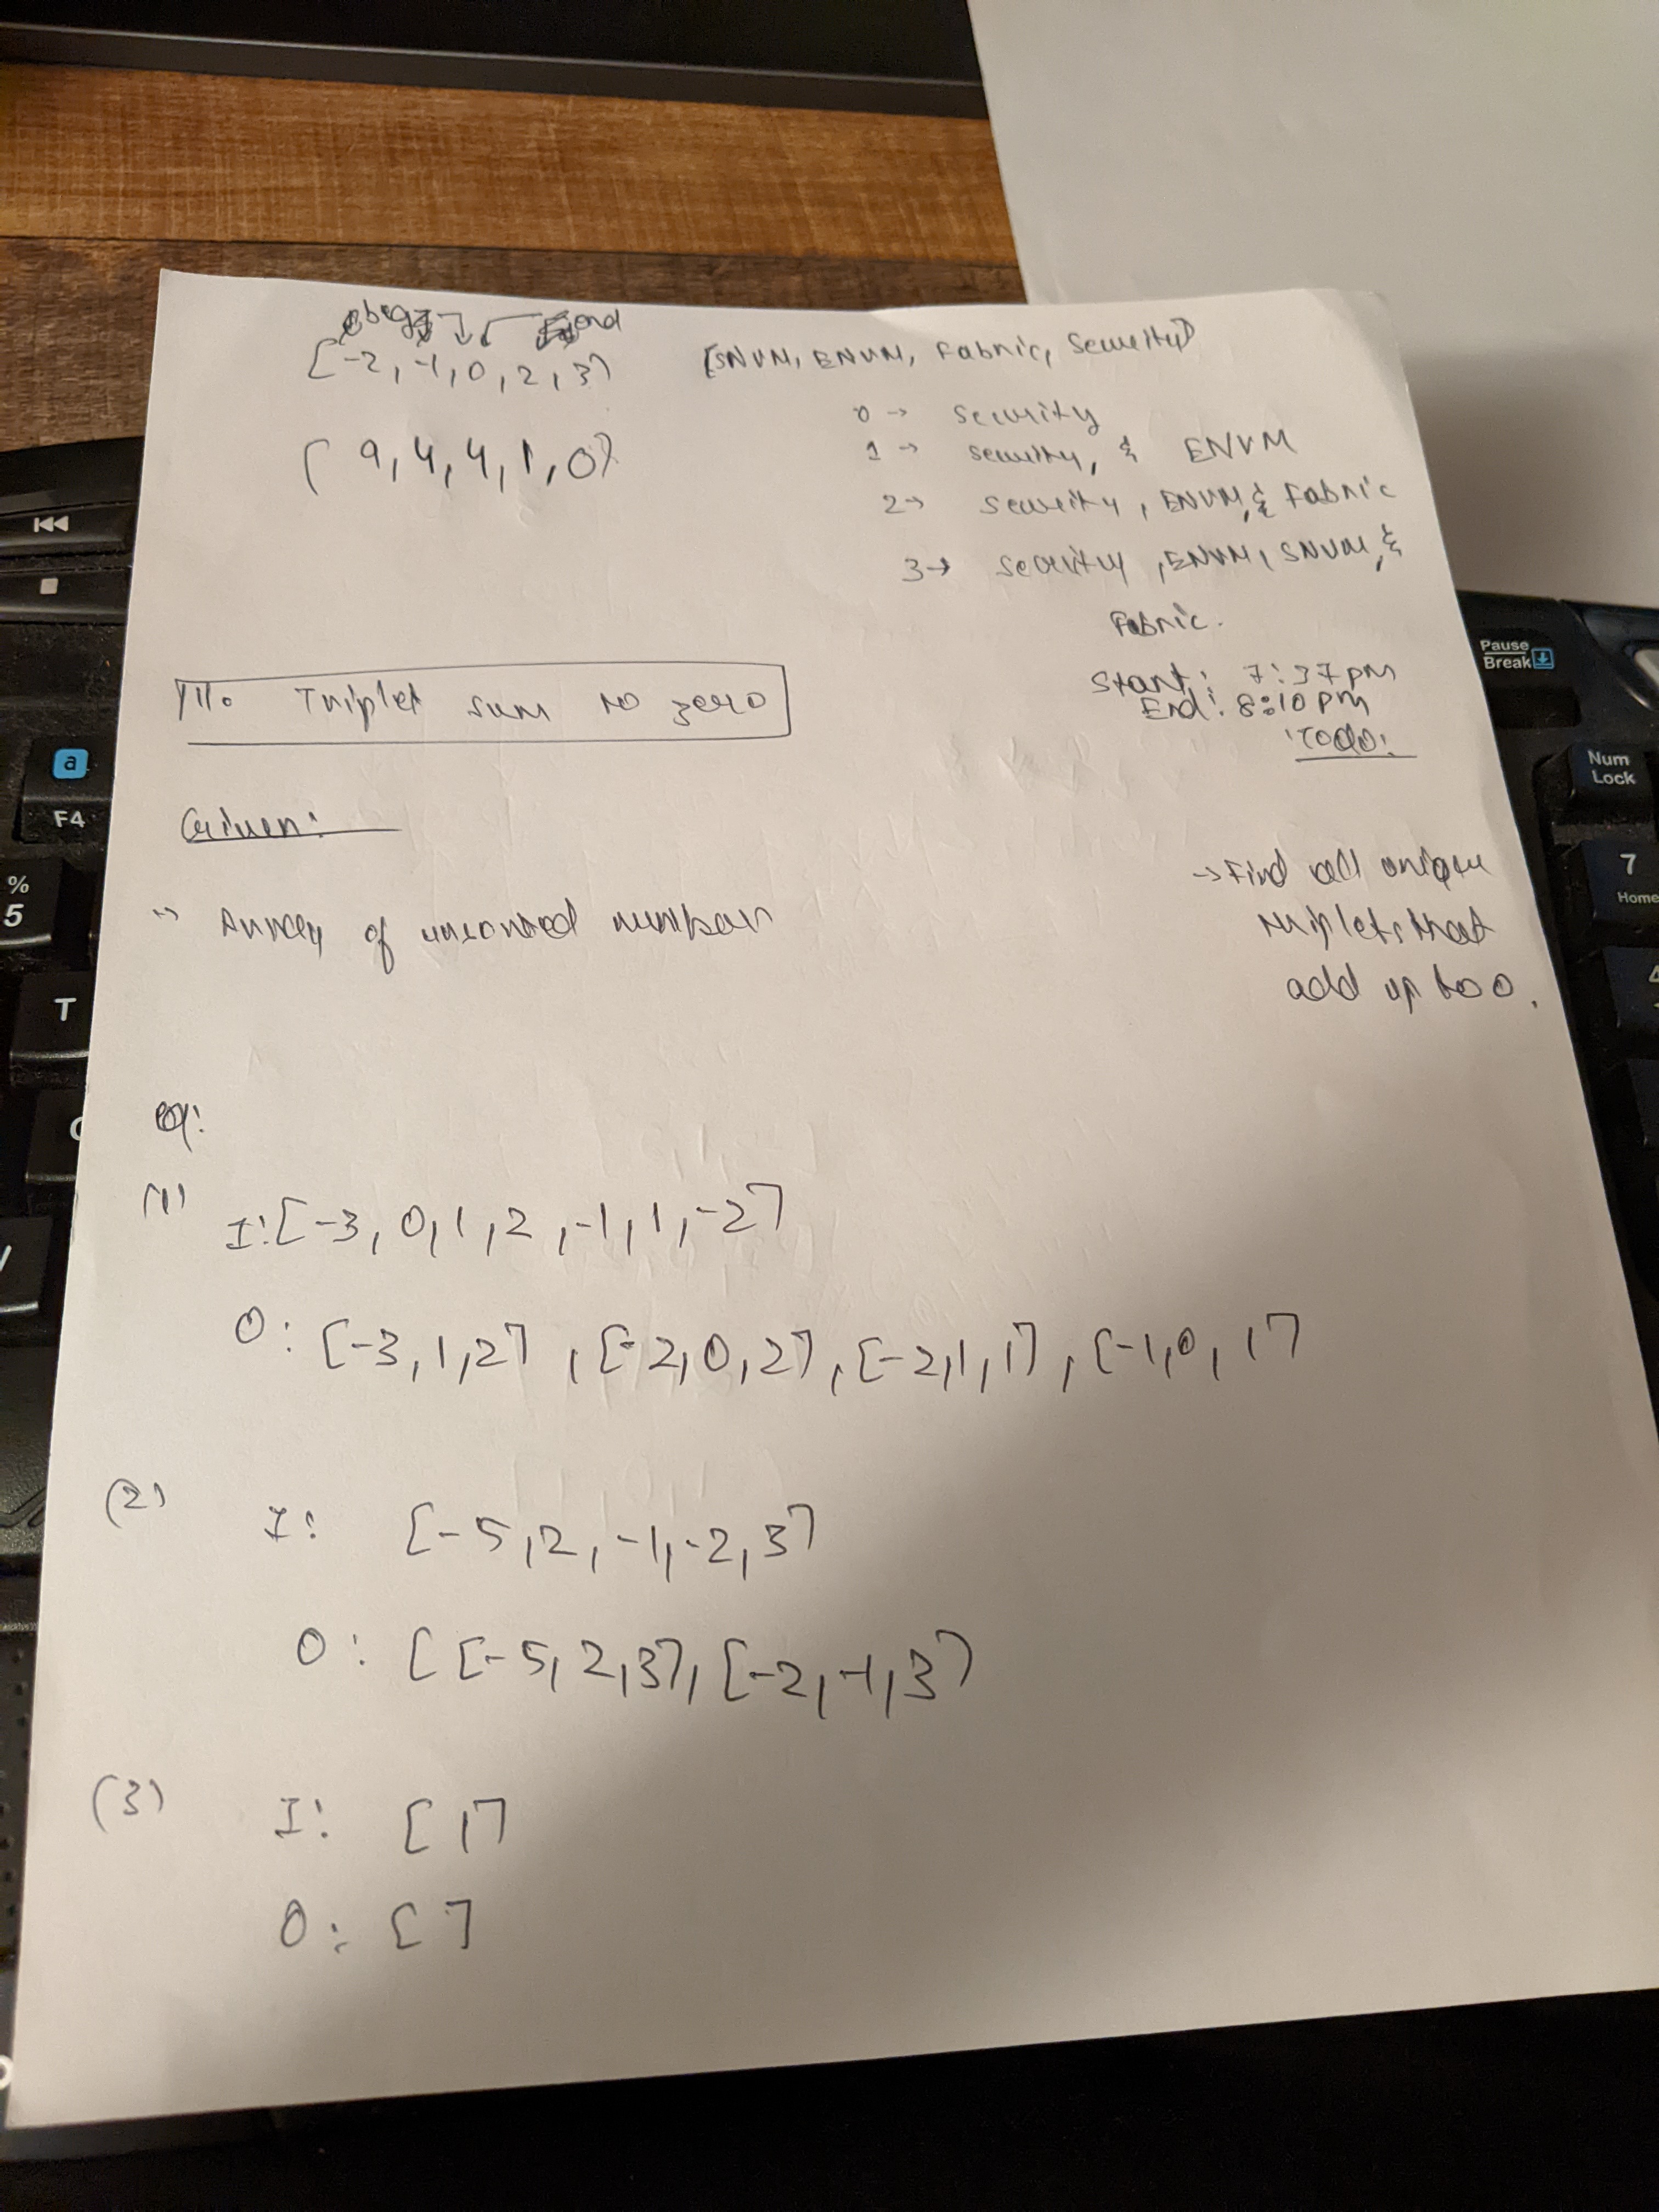 beg end
[-2, -1, 0, 2, 3]
[9, 4, 4, 1, 0]
[SNVM, ENVM, Fabric, Security]
0 → security
1 → security, & ENVM
2 → security, ENVM, & Fabric
3 → security, ENVM, SNVM, &
Fabric.
Start: 7:37 pm
End: 8:10 pm
Todo:
Triplet sum to zero
Given:
→ Array of unsorted numbers
→ Find all unique
triplets that
add up to 0.
(1)
I: [-3, 0, 1, 2, -1, 1, -2]
O: [-3, 1, 2], [-2, 0, 2], [-2, 1, 1], [-1, 0, 1]
(2)
I: [-5, 2, -1, -2, 3]
O: [[-5, 2, 3], [-2, -1, 3]
(3)
I: [1]
O: []
Pause
Break
Num
Lock
7
Home
a
F4
%
5
T